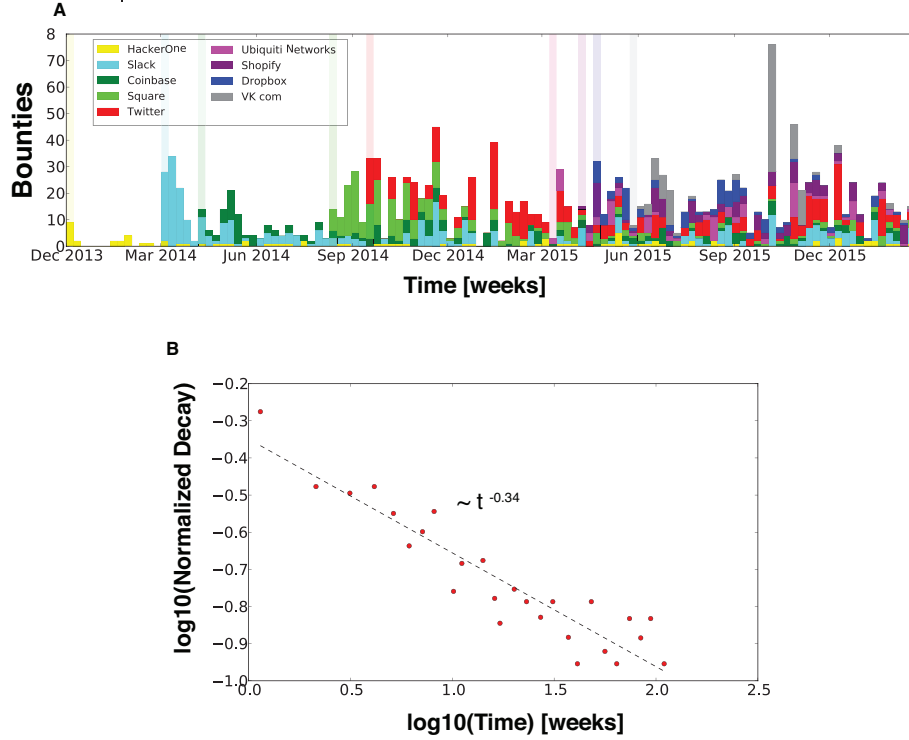 A
Bounties
8
70
60
50
40
30
20
10
0
HackerOne
Slack
Coinbase
Square
Twitter
Ubiquiti Networks
Shopify
Dropbox
VK com
Dec 2013 Mar 2014 Jun 2014 Sep 2014 Dec 2014 Mar 2015 Jun 2015 Sep 2015 Dec 2015
Time [weeks]
B
log10(Normalized Decay)
−0.2
−0.3
−0.4
−0.5
−0.6
−0.7
−0.8
−0.9
−1.0
~ t -0.34
0.0 0.5 1.0 1.5 2.0 2.5
log10(Time) [weeks]